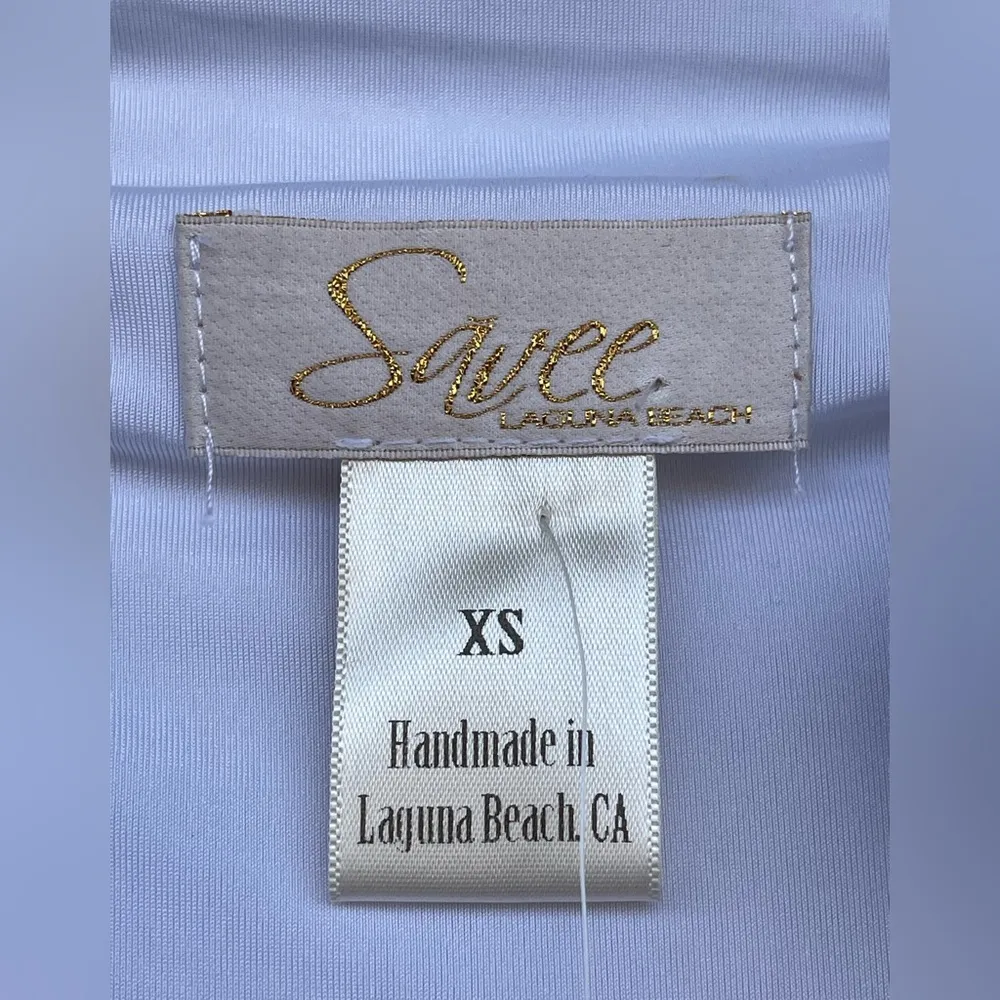 Savee
LAGUNA BEACH
XS
Handmade in
Laguna Beach, CA